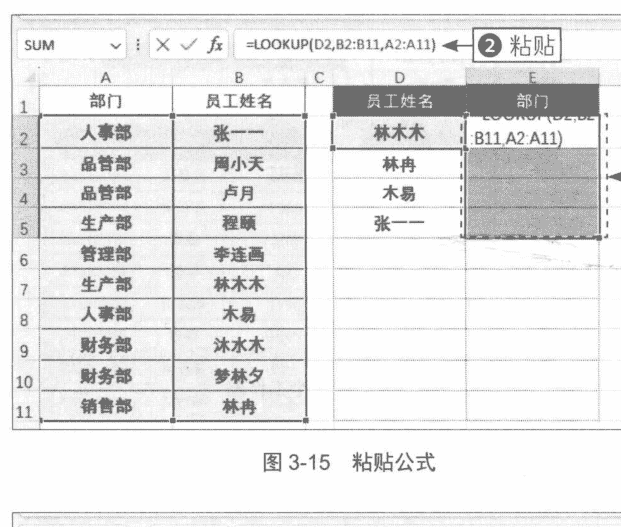 SUM fx =LOOKUP(D2,B2:B11,A2:A11) ❷ 粘贴
A B C D E
1 部门 员工姓名 员工姓名 部门
2 人事部 张一一 林木木 =LOOKUP(D2,B2
:B11,A2:A11)
3 品管部 周小天 林冉
4 品管部 卢月 木易
5 生产部 程颐 张一一
6 管理部 李连画
7 生产部 林木木
8 人事部 木易
9 财务部 沐水木
10 财务部 梦林夕
11 销售部 林冉
图 3-15 粘贴公式